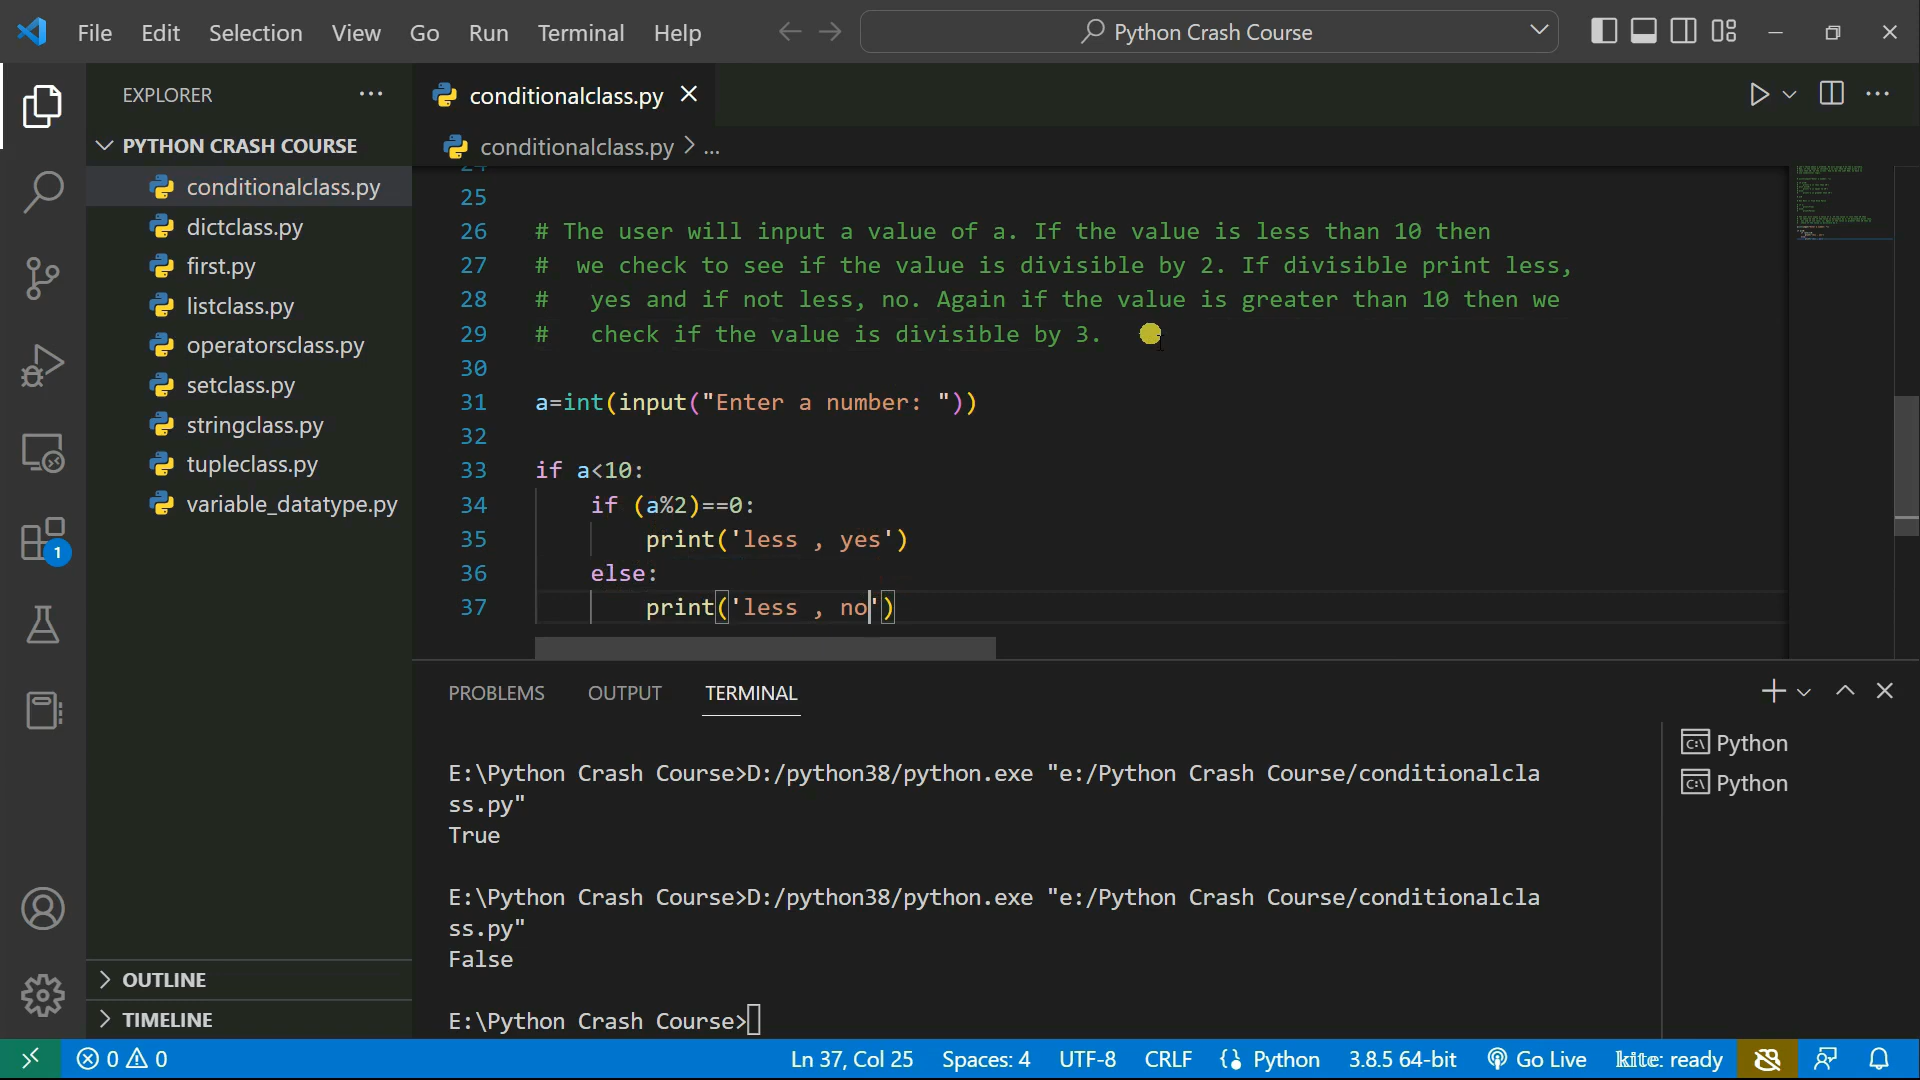 File Edit Selection View Go Run Terminal Help
Python Crash Course
EXPLORER
PYTHON CRASH COURSE
conditionalclass.py
dictclass.py
first.py
listclass.py
operatorsclass.py
setclass.py
stringclass.py
tupleclass.py
variable_datatype.py
OUTLINE
TIMELINE
1
conditionalclass.py
conditionalclass.py > ...
25
26 # The user will input a value of a. If the value is less than 10 then
27 #  we check to see if the value is divisible by 2. If divisible print less,
28 #   yes and if not less, no. Again if the value is greater than 10 then we
29 #   check if the value is divisible by 3.
30
31 a=int(input("Enter a number: "))
32
33 if a<10:
34     if (a%2)==0:
35         print('less , yes')
36     else:
37         print('less , no')
PROBLEMS OUTPUT TERMINAL
E:\Python Crash Course>D:/python38/python.exe "e:/Python Crash Course/conditionalcla
ss.py"
True
E:\Python Crash Course>D:/python38/python.exe "e:/Python Crash Course/conditionalcla
ss.py"
False
E:\Python Crash Course>
Python
Python
0 0 Ln 37, Col 25 Spaces: 4 UTF-8 CRLF Python 3.8.5 64-bit Go Live kite: ready